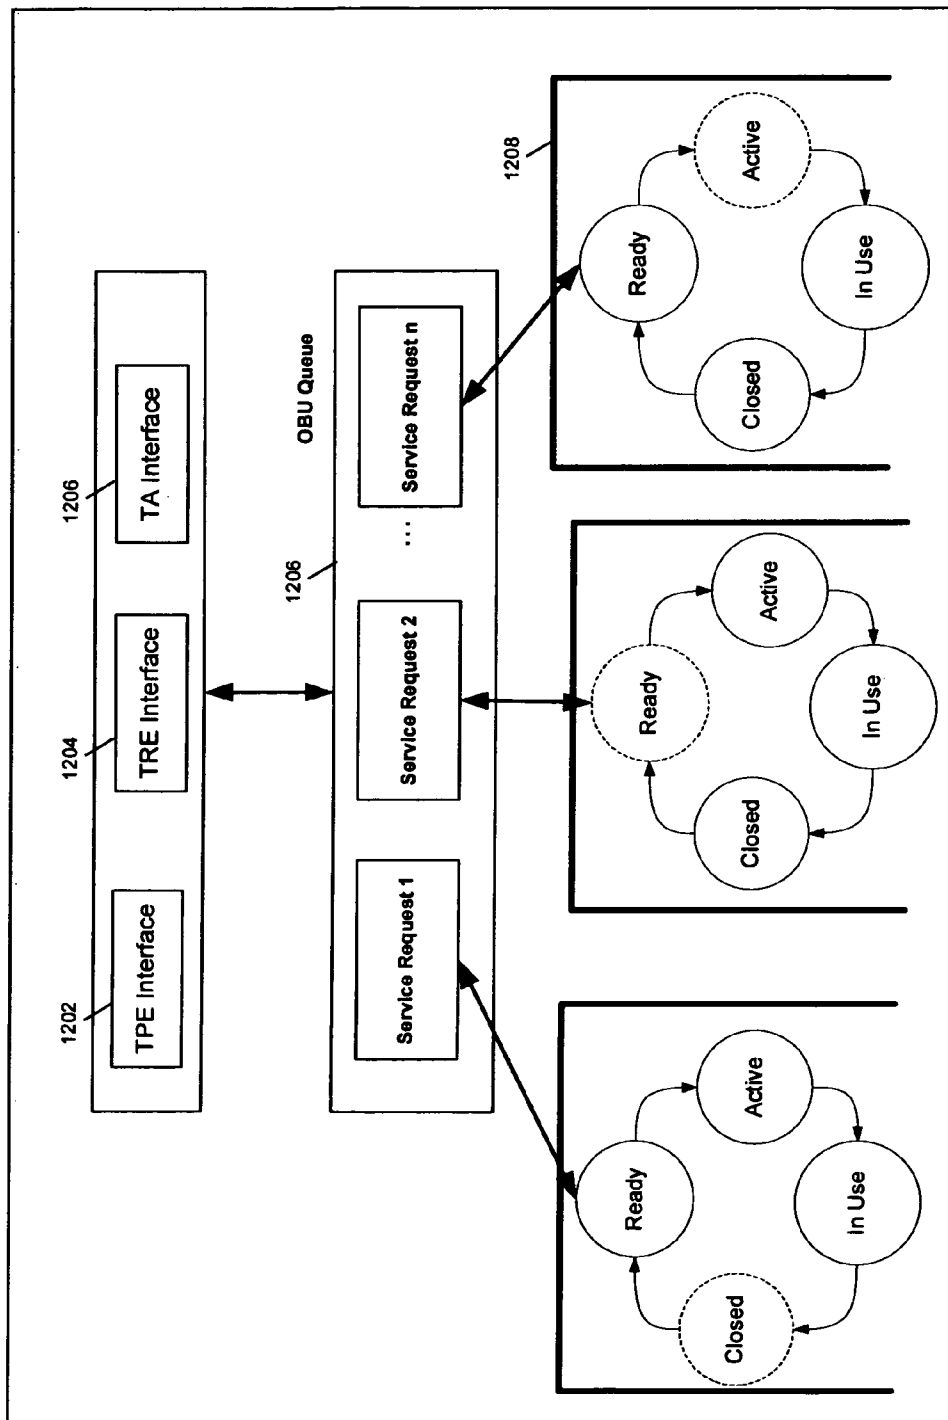 1202
TPE Interface
1204
TRE Interface
1206
TA Interface
1206
OBU Queue
Service Request 1
Service Request 2
...
Service Request n
1208
Ready
Active
In Use
Closed
Ready
Active
In Use
Closed
Ready
Active
In Use
Closed